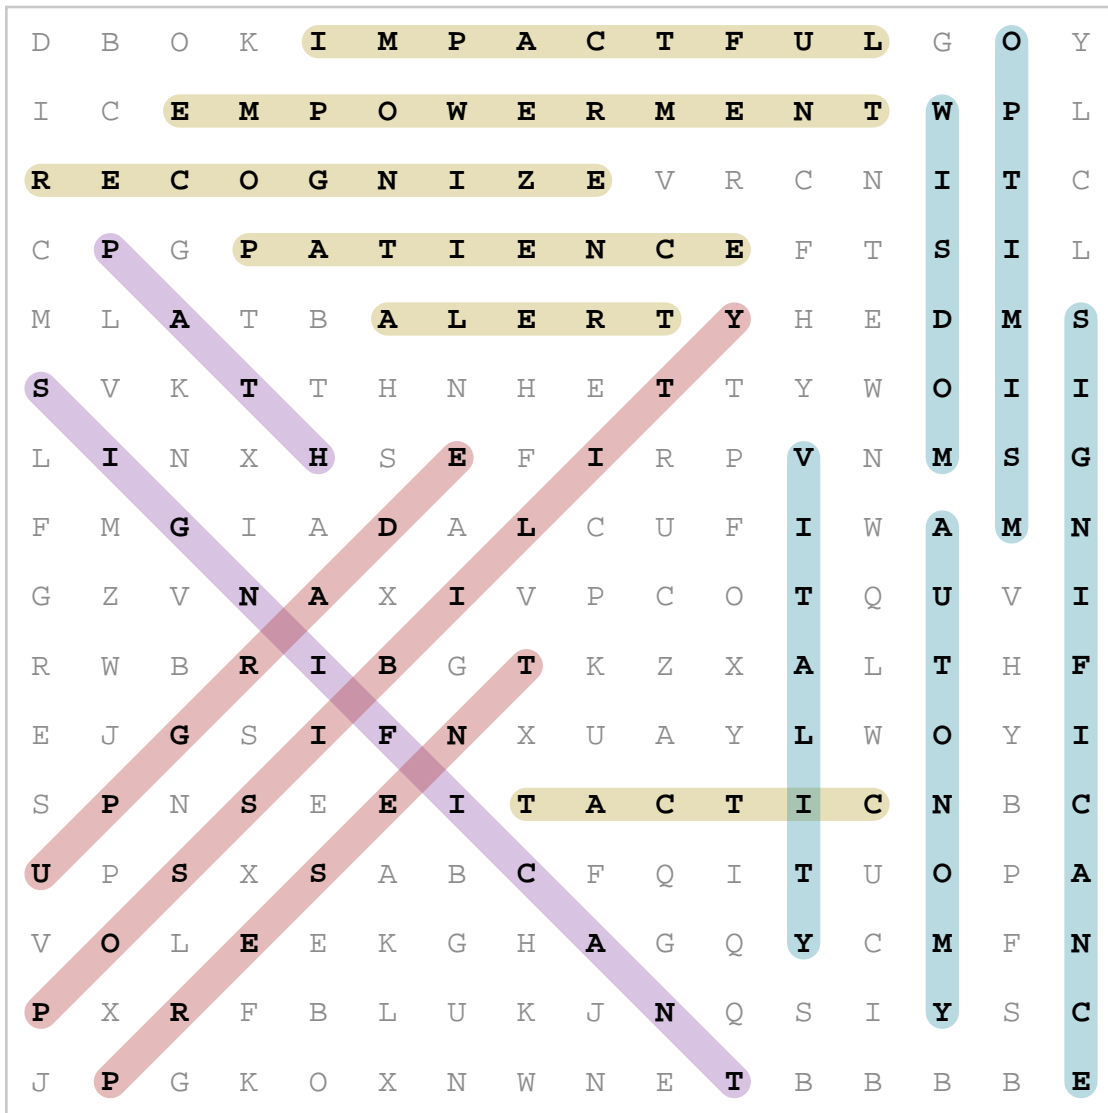 D B O K I M P A C T F U L G O Y
I C E M P O W E R M E N T W P L
R E C O G N I Z E V R C N I T C
C P G P A T I E N C E F T S I L
M L A T B A L E R T Y H E D M S
S V K T T H N H E T T Y W O I I
L I N X H S E F I R P V N M S G
F M G I A D A L C U F I W A M N
G Z V N A X I V P C O T Q U V I
R W B R I B G T K Z X A L T H F
E J G S I F N X U A Y L W O Y I
S P N S E E I T A C T I C N B C
U P S X S A B C F Q I T U O P A
V O L E E K G H A G Q Y C M F N
P X R F B L U K J N Q S I Y S C
J P G K O X N W N E T B B B B E